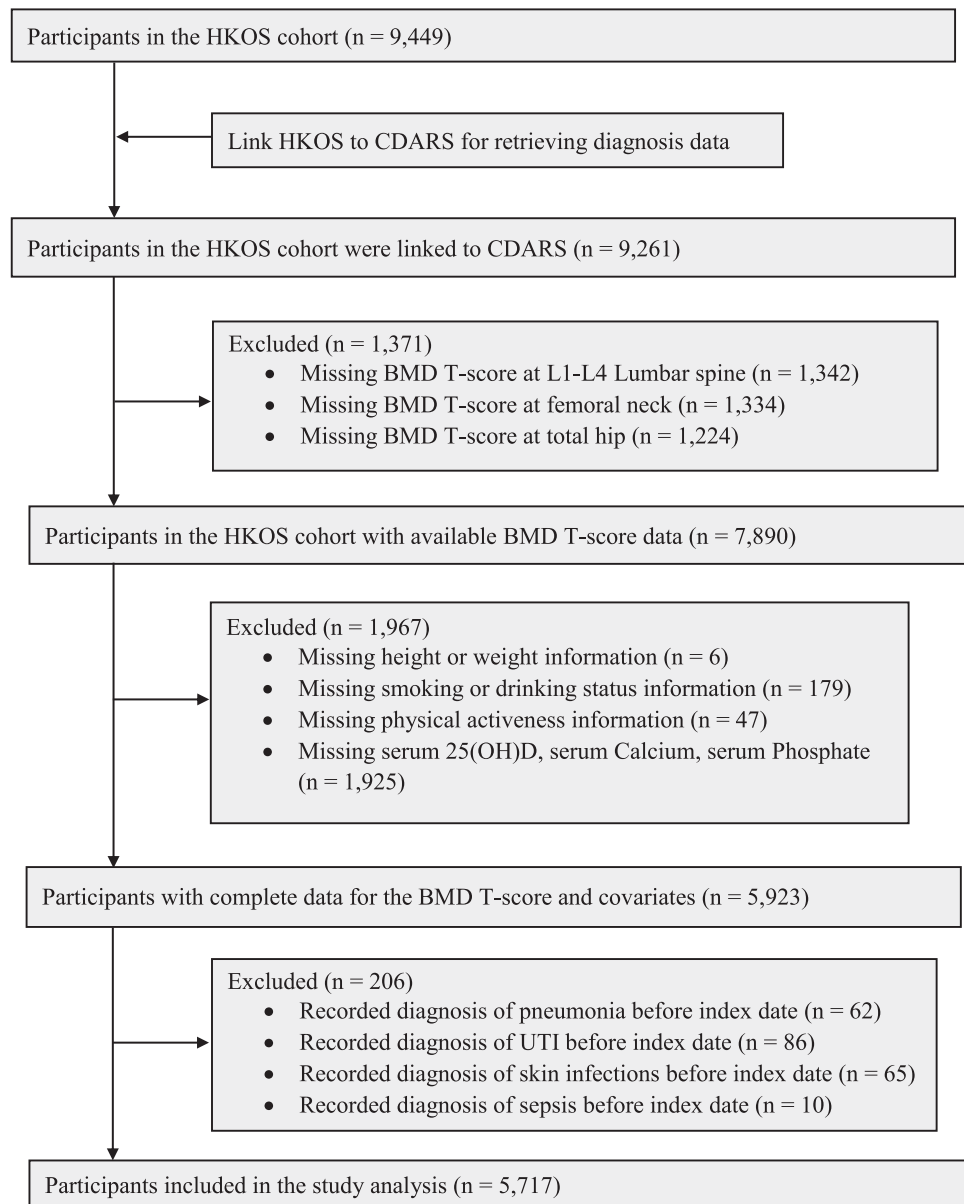 Participants in the HKOS cohort (n = 9,449)
Link HKOS to CDARS for retrieving diagnosis data
Participants in the HKOS cohort were linked to CDARS (n = 9,261)
Excluded (n = 1,371)
• Missing BMD T-score at L1-L4 Lumbar spine (n = 1,342)
• Missing BMD T-score at femoral neck (n = 1,334)
• Missing BMD T-score at total hip (n = 1,224)
Participants in the HKOS cohort with available BMD T-score data (n = 7,890)
Excluded (n = 1,967)
• Missing height or weight information (n = 6)
• Missing smoking or drinking status information (n = 179)
• Missing physical activeness information (n = 47)
• Missing serum 25(OH)D, serum Calcium, serum Phosphate
(n = 1,925)
Participants with complete data for the BMD T-score and covariates (n = 5,923)
Excluded (n = 206)
• Recorded diagnosis of pneumonia before index date (n = 62)
• Recorded diagnosis of UTI before index date (n = 86)
• Recorded diagnosis of skin infections before index date (n = 65)
• Recorded diagnosis of sepsis before index date (n = 10)
Participants included in the study analysis (n = 5,717)